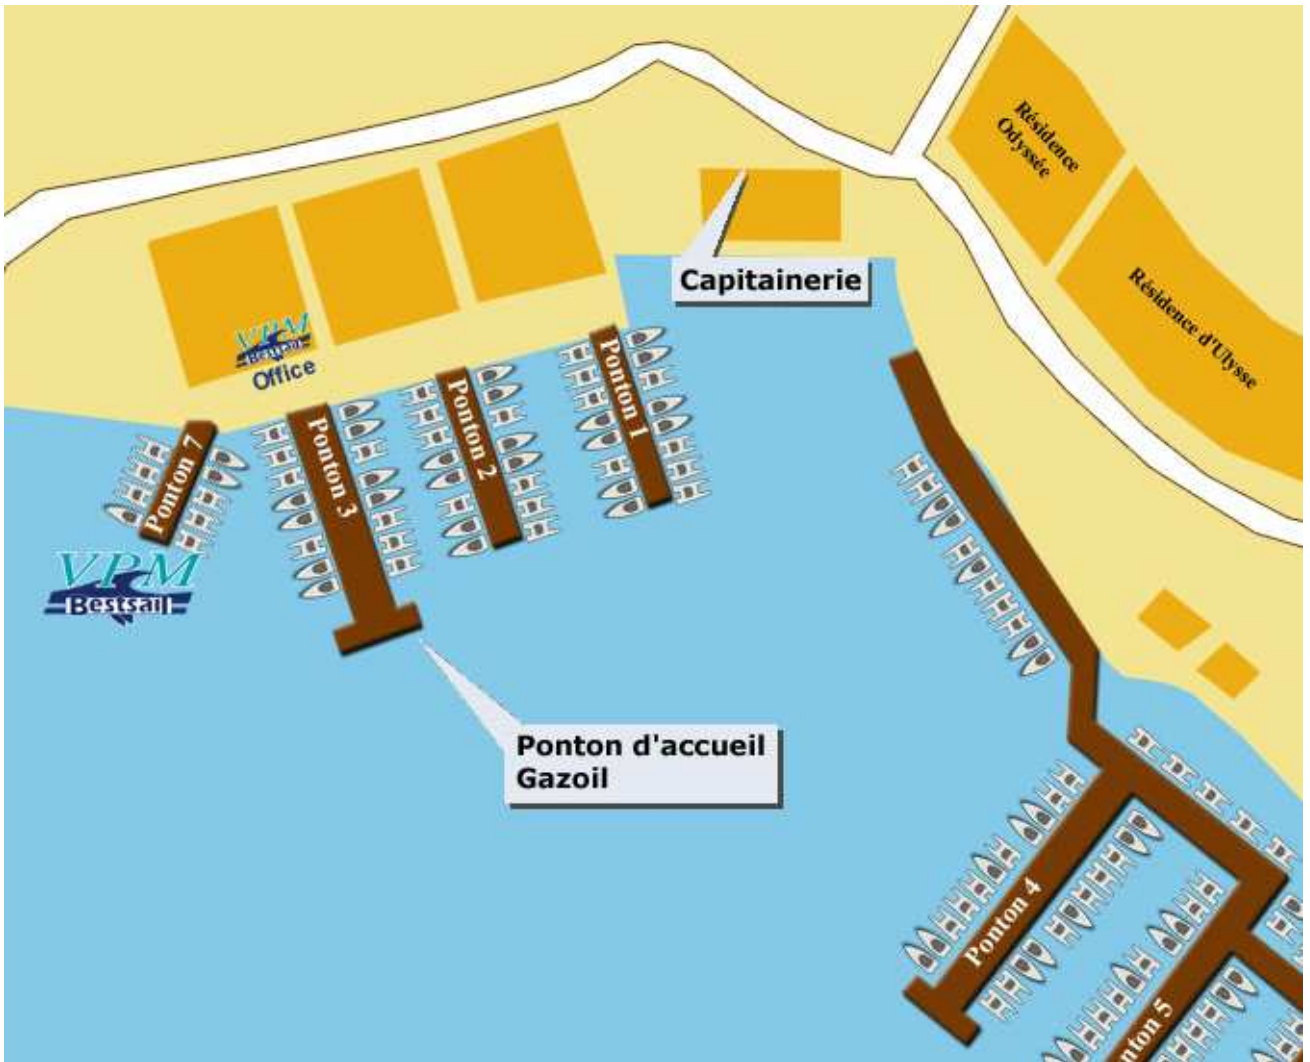 Résidence
Odyssée
Résidence d'Ulysse
Capitainerie
VPM
Bestsail
Office
Ponton 1
Ponton 2
Ponton 3
Ponton 7
VPM
Bestsail
Ponton d'accueil
Gazoil
Ponton 4
nton 5